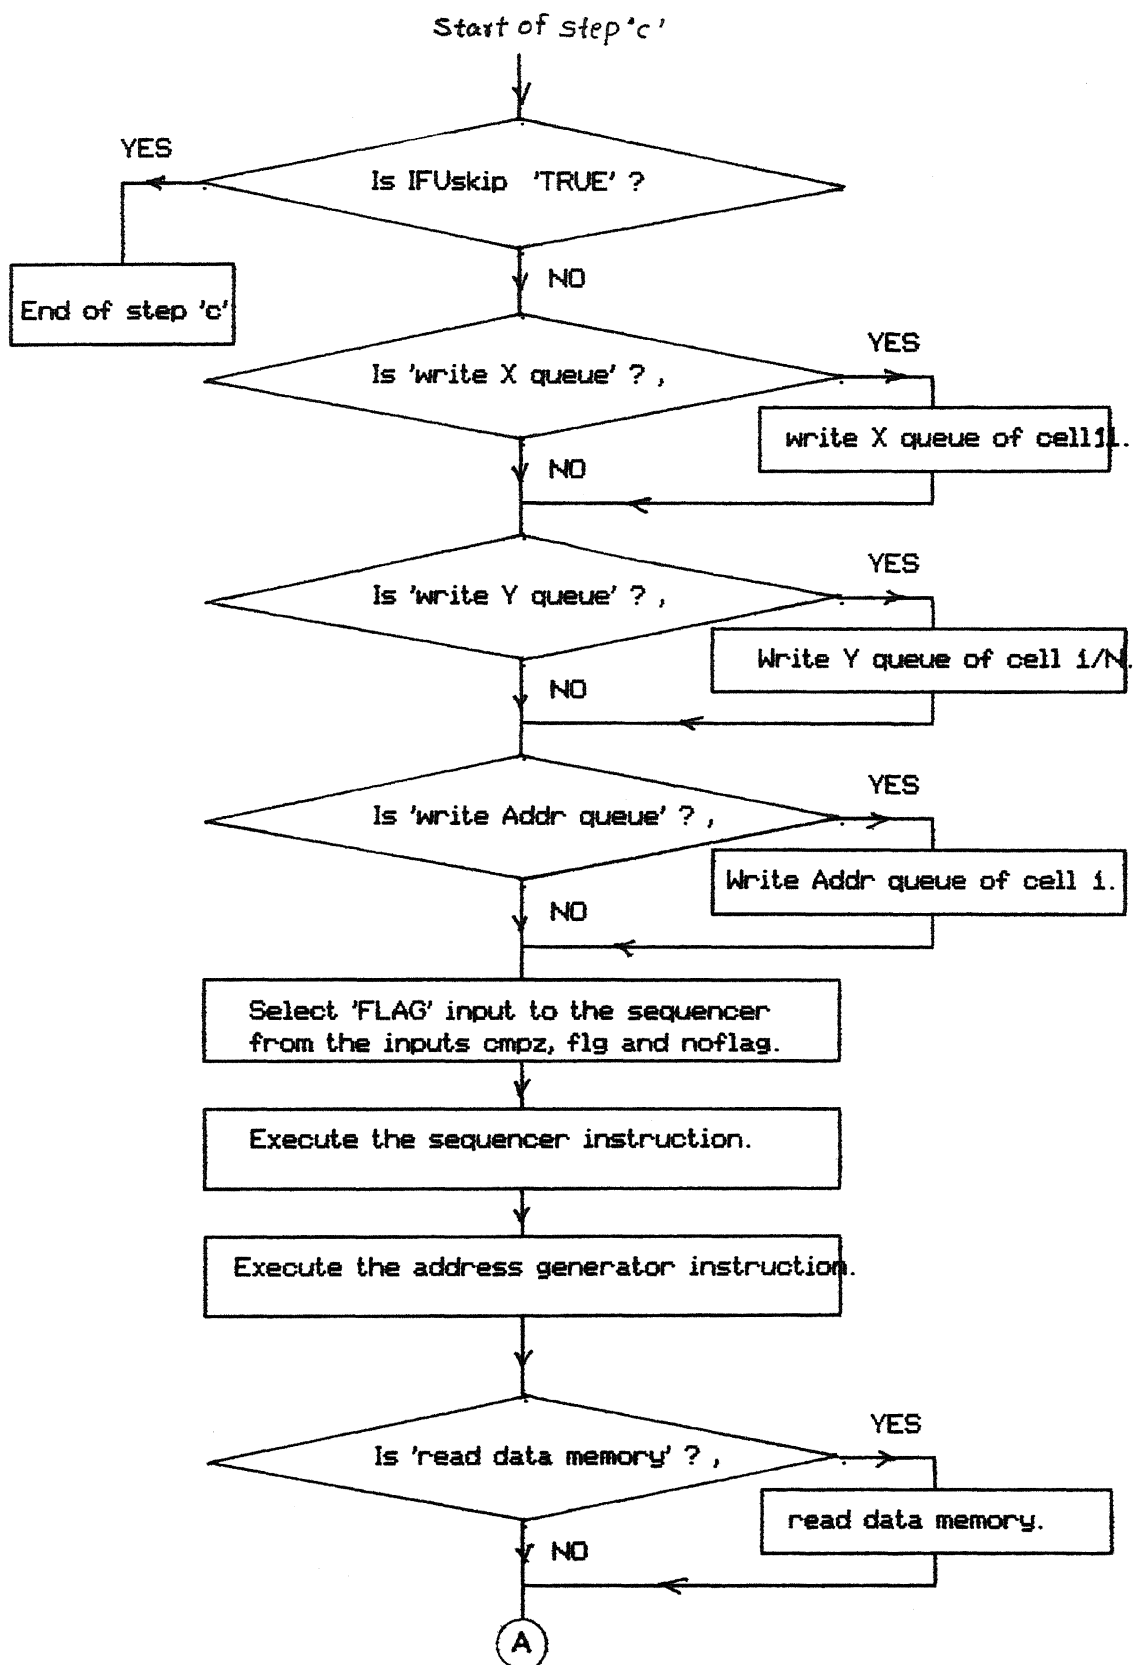 Start of step 'c'
YES
Is IFUskip 'TRUE' ?
NO
End of step 'c'
YES
Is 'write X queue' ? ,
write X queue of cell
NO
YES
Is 'write Y queue' ? ,
Write Y queue of cell i/N.
NO
YES
Is 'write Addr queue' ? ,
Write Addr queue of cell i.
NO
Select 'FLAG' input to the sequencer
from the inputs cmpz, flg and noflag.
Execute the sequencer instruction.
Execute the address generator instruction.
YES
Is 'read data memory' ? ,
read data memory.
NO
A